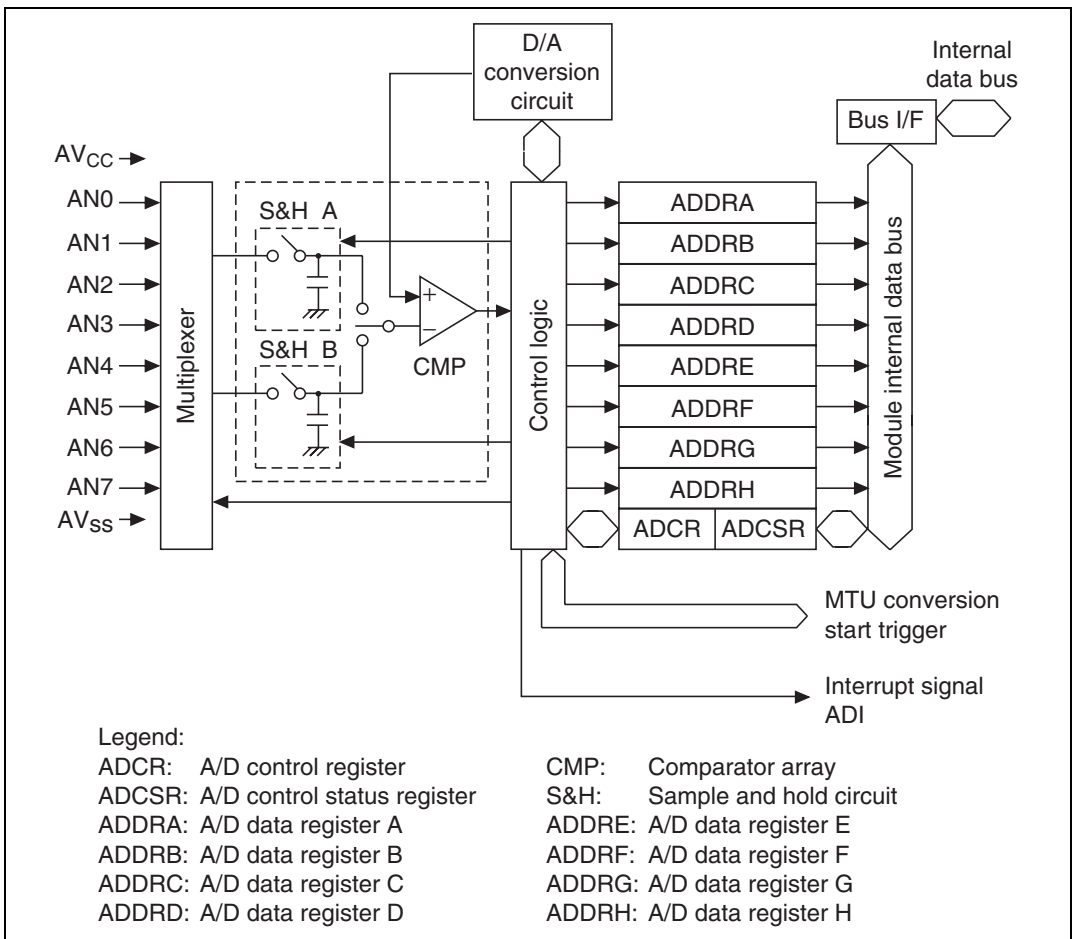 D/A
conversion
circuit
Internal
data bus
Bus I/F
AVCC
AN0
AN1
AN2
AN3
AN4
AN5
AN6
AN7
AVSS
Multiplexer
S&H A
S&H B
+
−
CMP
Control logic
ADDRA
ADDRB
ADDRC
ADDRD
ADDRE
ADDRF
ADDRG
ADDRH
ADCR
ADCSR
Module internal data bus
MTU conversion
start trigger
Interrupt signal
ADI
Legend:
ADCR: A/D control register
ADCSR: A/D control status register
ADDRA: A/D data register A
ADDRB: A/D data register B
ADDRC: A/D data register C
ADDRD: A/D data register D
CMP: Comparator array
S&H: Sample and hold circuit
ADDRE: A/D data register E
ADDRF: A/D data register F
ADDRG: A/D data register G
ADDRH: A/D data register H